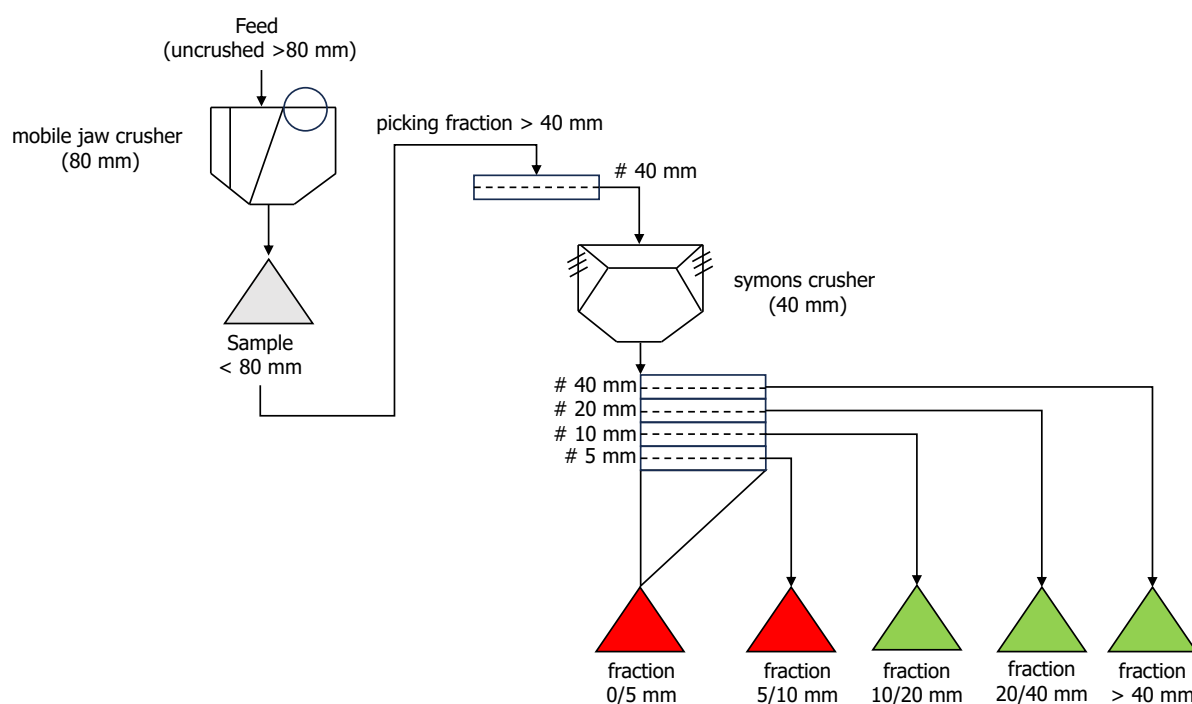 Feed
(uncrushed >80 mm)
mobile jaw crusher
(80 mm)
picking fraction > 40 mm
# 40 mm
symons crusher
(40 mm)
Sample
< 80 mm
# 40 mm
# 20 mm
# 10 mm
# 5 mm
fraction
0/5 mm
fraction
5/10 mm
fraction
10/20 mm
fraction
20/40 mm
fraction
> 40 mm